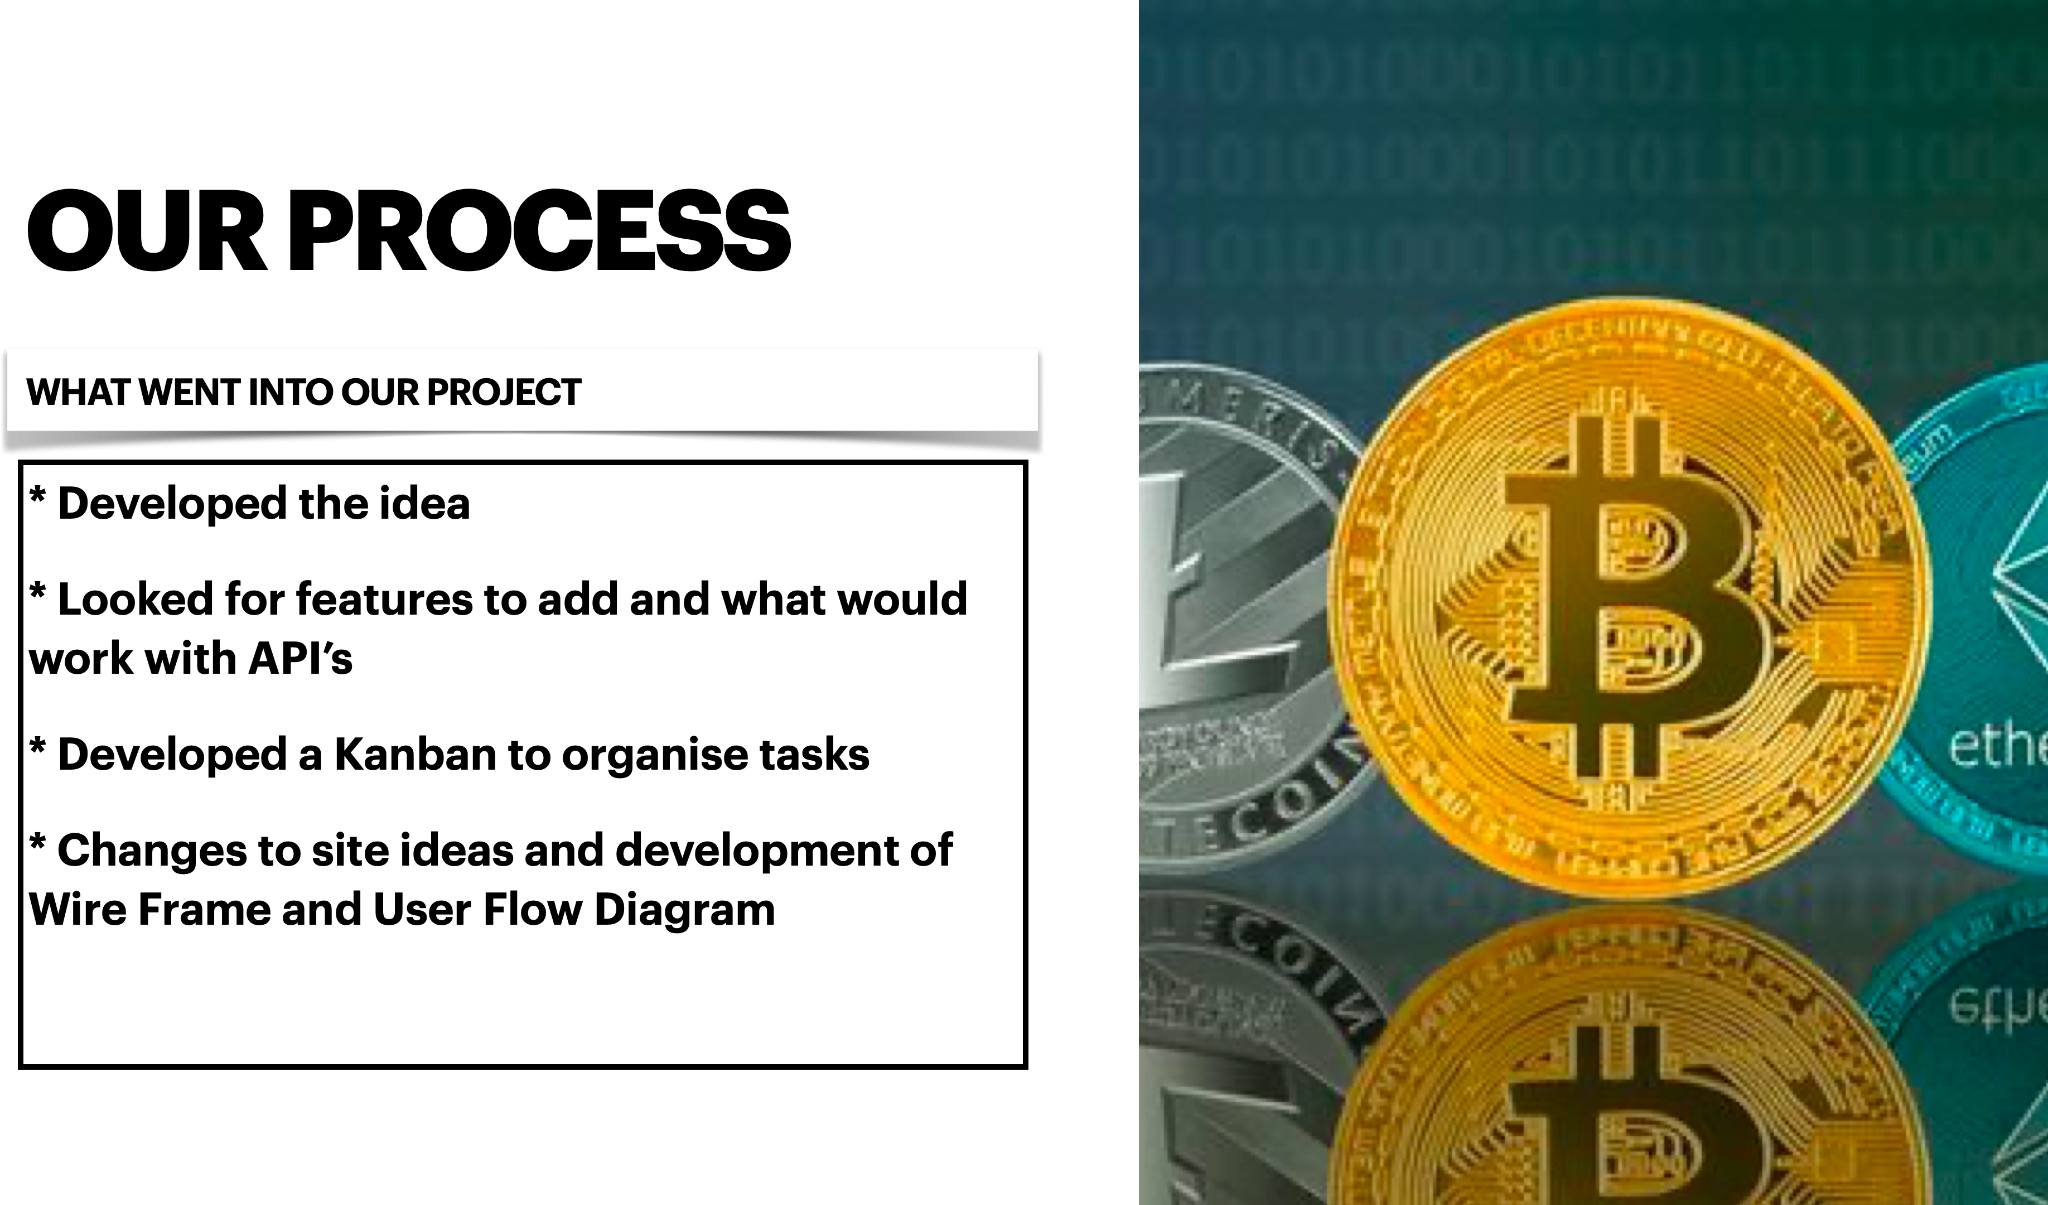 OUR PROCESS
WHAT WENT INTO OUR PROJECT
* Developed the idea
* Looked for features to add and what would
work with API’s
* Developed a Kanban to organise tasks
* Changes to site ideas and development of
Wire Frame and User Flow Diagram
ethe